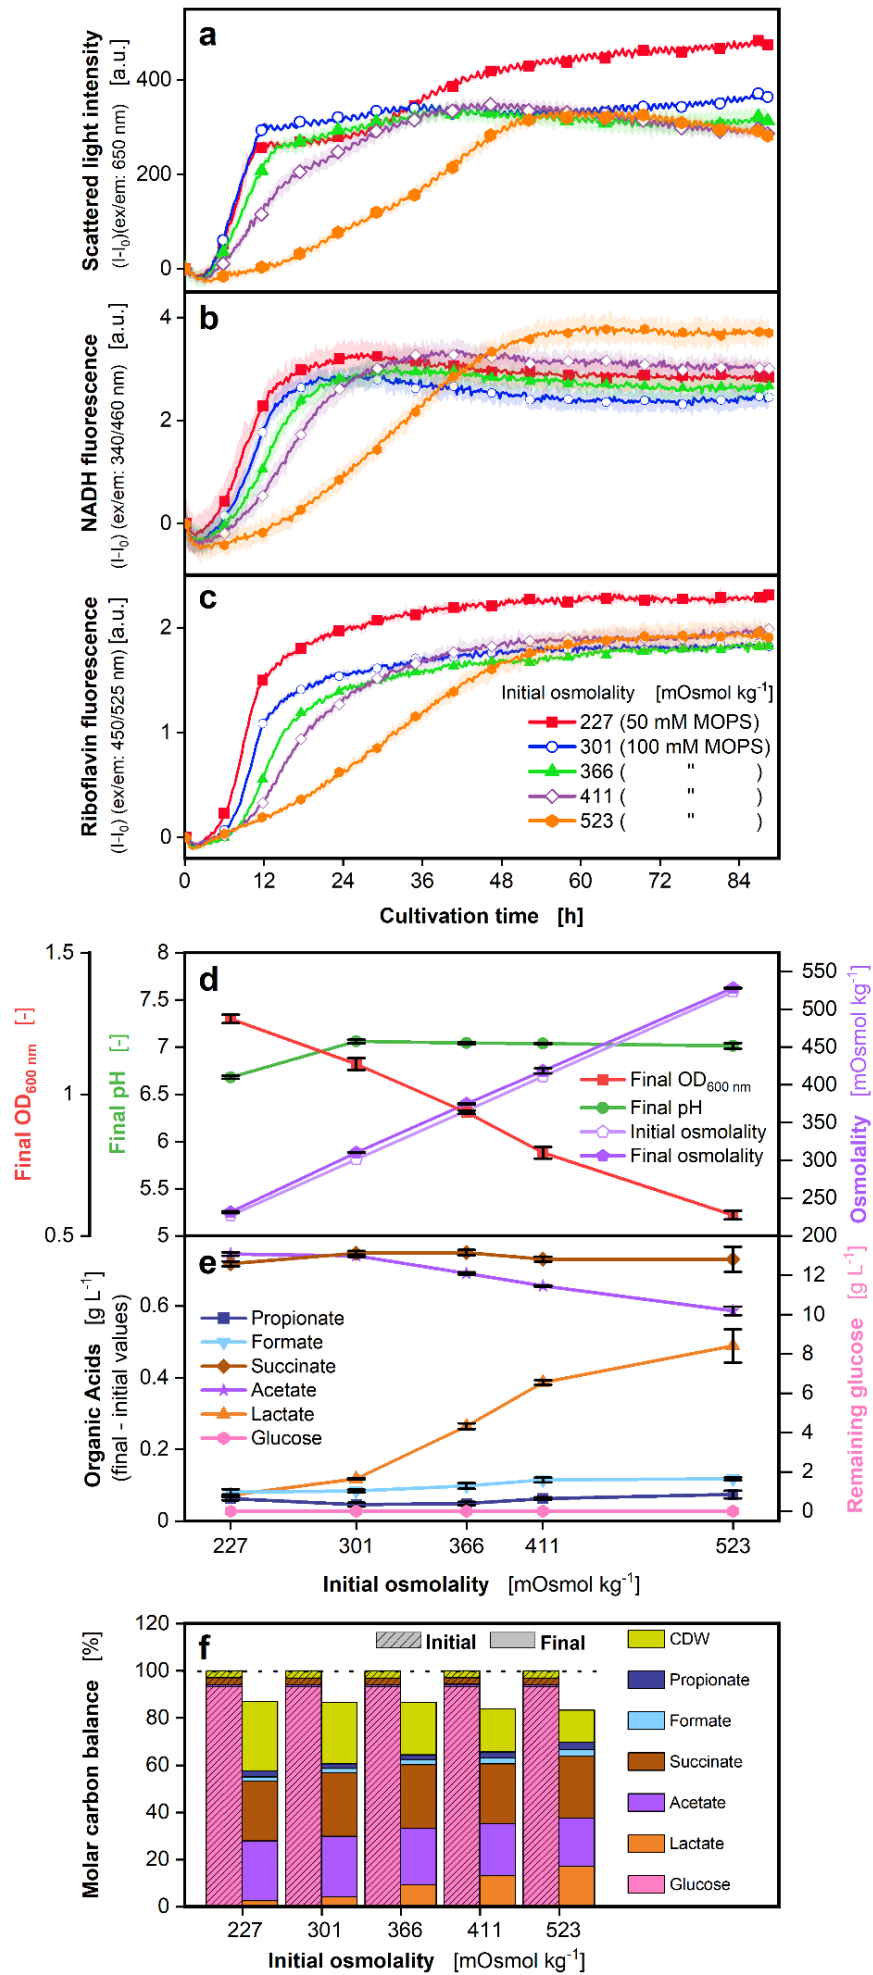 a
Scattered light intensity
(I-I0)(ex/em: 650 nm) [a.u.]
400
200
0
b
NADH fluorescence
(I-I0) (ex/em: 340/460 nm) [a.u.]
4
2
0
c
Riboflavin fluorescence
(I-I0) (ex/em: 450/525 nm) [a.u.]
2
1
0
Initial osmolality [mOsmol kg-1]
227 (50 mM MOPS)
301 (100 mM MOPS)
366 ( " )
411 ( " )
523 ( " )
0 12 24 36 48 60 72 84
Cultivation time [h]
d
Final OD600 nm [-]
1.5
1
0.5
Final pH [-]
8
7.5
7
6.5
6
5.5
5
Osmolality [mOsmol kg-1]
550
500
450
400
350
300
250
200
Final OD600 nm
Final pH
Initial osmolality
Final osmolality
e
Organic Acids [g L-1]
(final - initial values)
0.6
0.4
0.2
0
Remaining glucose [g L-1]
12
10
8
6
4
2
0
Propionate
Formate
Succinate
Acetate
Lactate
Glucose
227 301 366 411 523
Initial osmolality [mOsmol kg-1]
f
Molar carbon balance [%]
120
100
80
60
40
20
0
Initial Final
CDW
Propionate
Formate
Succinate
Acetate
Lactate
Glucose
227 301 366 411 523
Initial osmolality [mOsmol kg-1]